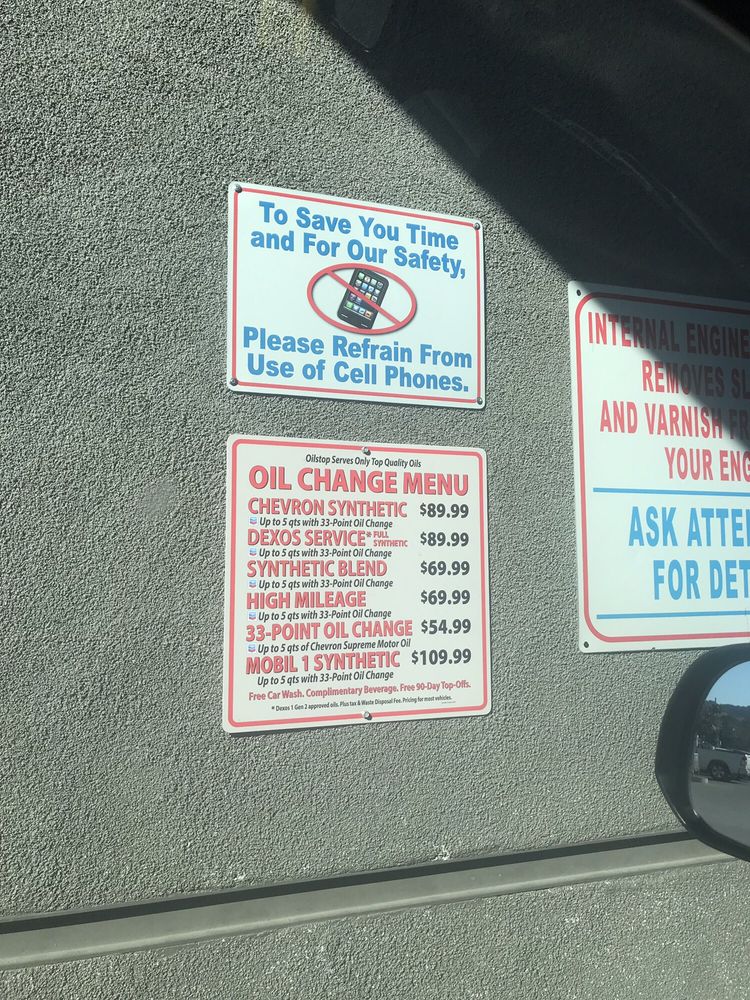 To Save You Time
and For Our Safety,
Please Refrain From
Use of Cell Phones.
Oilstop Serves Only Top Quality Oils
OIL CHANGE MENU
CHEVRON SYNTHETIC $89.99
Up to 5 qts with 33-Point Oil Change
DEXOS SERVICE* FULL SYNTHETIC $89.99
Up to 5 qts with 33-Point Oil Change
SYNTHETIC BLEND $69.99
Up to 5 qts with 33-Point Oil Change
HIGH MILEAGE $69.99
Up to 5 qts with 33-Point Oil Change
33-POINT OIL CHANGE $54.99
Up to 5 qts of Chevron Supreme Motor Oil
MOBIL 1 SYNTHETIC $109.99
Up to 5 qts with 33-Point Oil Change
Free Car Wash. Complimentary Beverage. Free 90-Day Top-Offs.
* Dexos 1 Gen 2 approved oils. Plus tax & Waste Disposal Fee. Pricing for most vehicles.
INTERNAL ENGINE
REMOVES
AND VARNISH
YOUR ENG
ASK ATTE
FOR DET